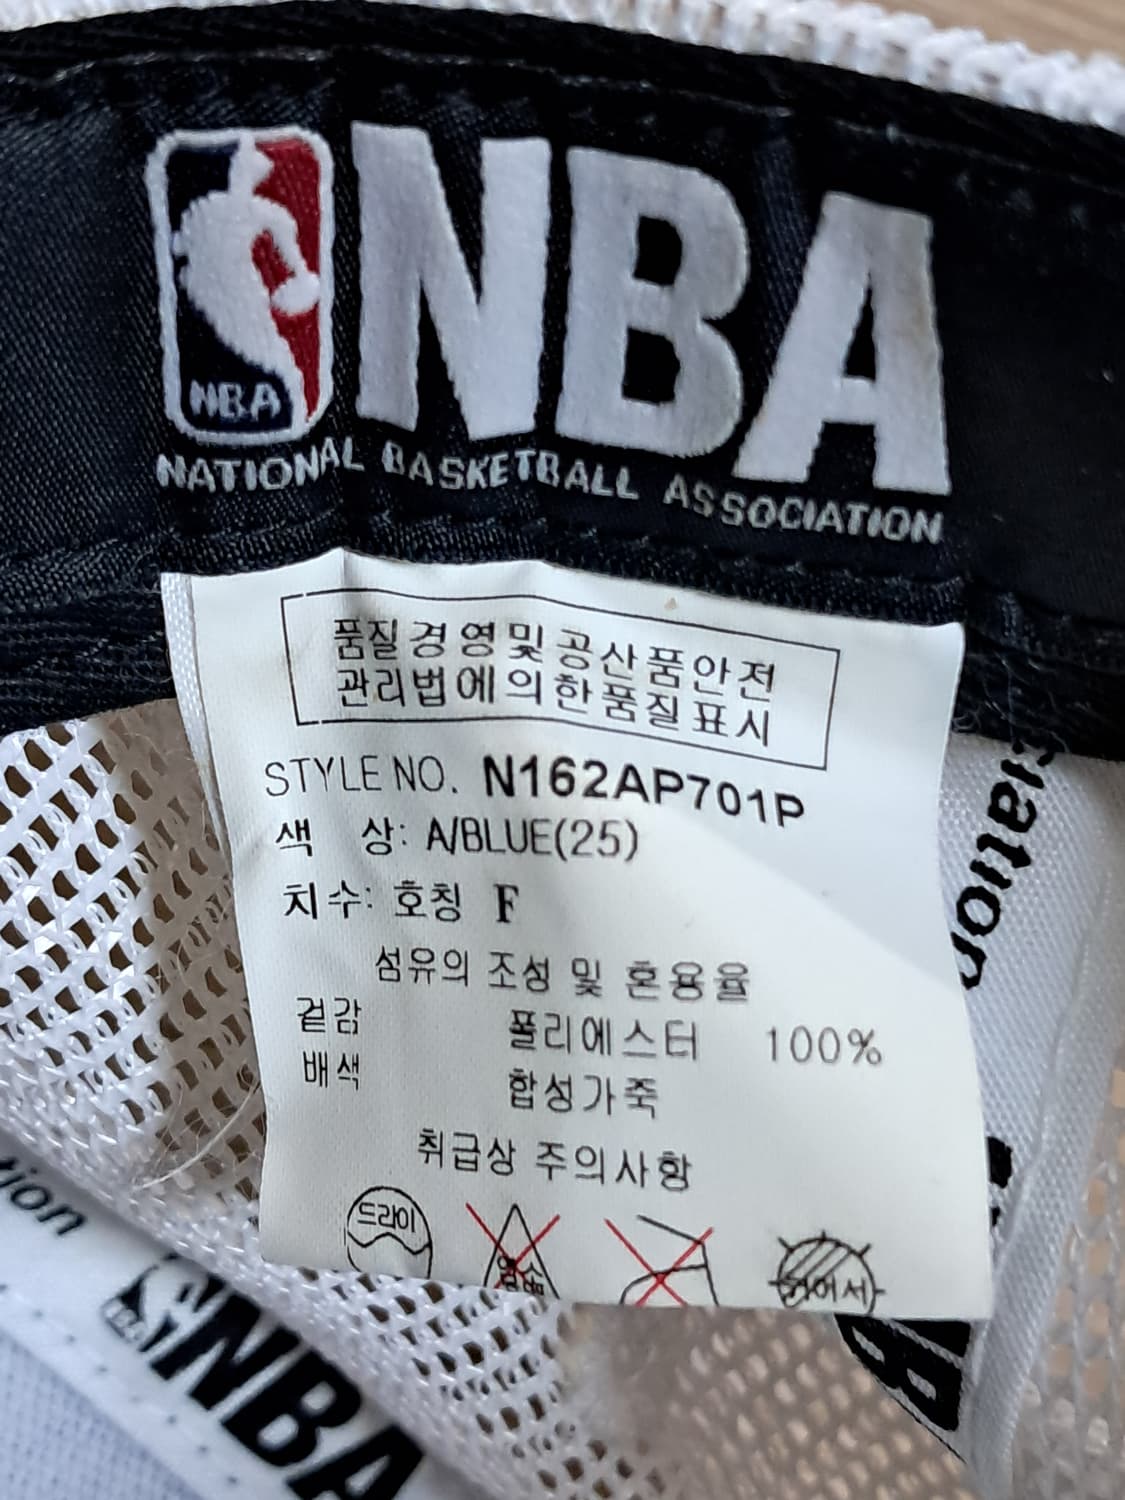 NBA
NBA
NATIONAL BASKETBALL ASSOCIATION
품질경영및공산품안전
관리법에의한품질표시
STYLE NO. N162AP701P
색 상: A/BLUE(25)
치수: 호칭 F
섬유의 조성 및 혼용율
겉감 폴리에스터 100%
배색 합성가죽
취급상 주의사항
드라이
염소
tion
NBA